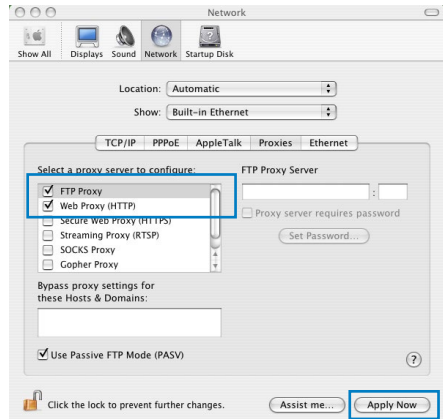 Network
Show All Displays Sound Network Startup Disk
Location: Automatic
Show: Built-in Ethernet
TCP/IP PPPoE AppleTalk Proxies Ethernet
Select a proxy server to configure:
FTP Proxy
Web Proxy (HTTP)
Secure Web Proxy (HTTPS)
Streaming Proxy (RTSP)
SOCKS Proxy
Gopher Proxy
FTP Proxy Server
:
Proxy server requires password
Set Password...
Bypass proxy settings for
these Hosts & Domains:
Use Passive FTP Mode (PASV)
?
Click the lock to prevent further changes.
Assist me... Apply Now